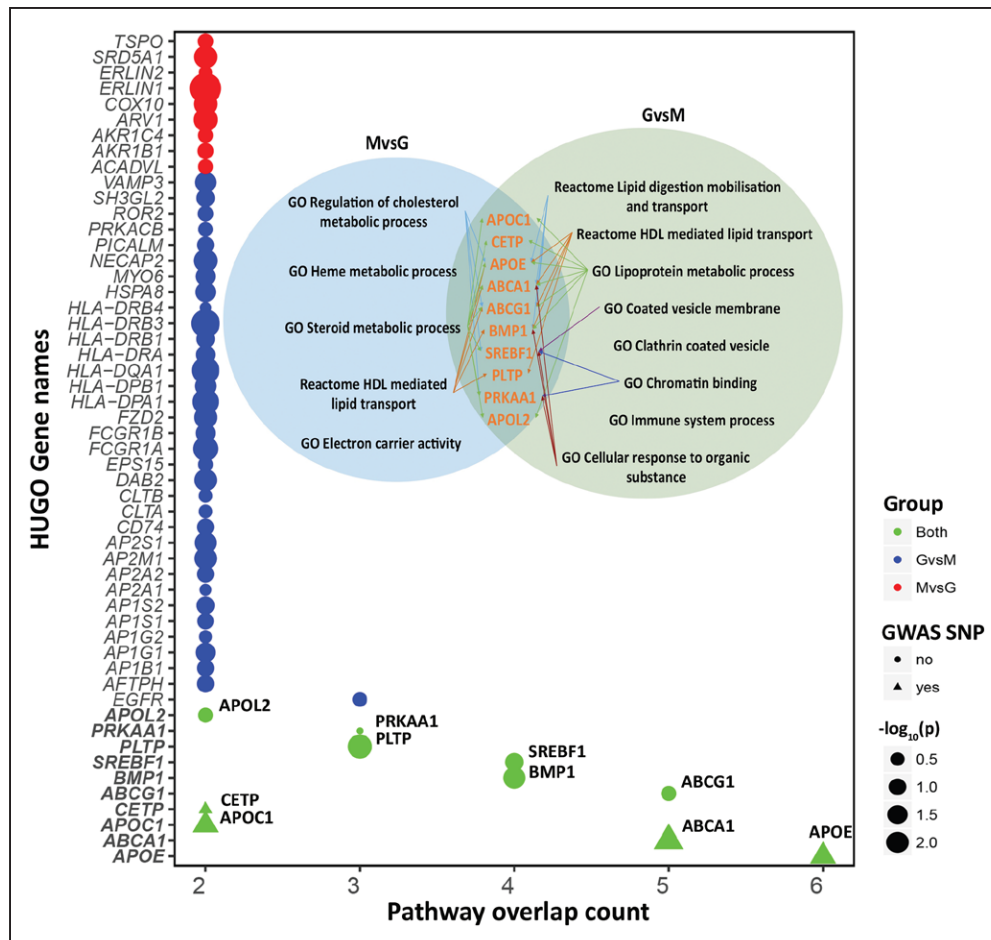 HUGO Gene names
TSPO
SRD5A1
ERLIN2
ERLIN1
COX10
ARV1
AKR1C4
AKR1B1
ACADVL
VAMP3
SH3GL2
ROR2
PRKACB
PICALM
NECAP2
MYO6
HSPA8
HLA−DRB4
HLA−DRB3
HLA−DRB1
HLA−DRA
HLA−DQA1
HLA−DPB1
HLA−DPA1
FZD2
FCGR1B
FCGR1A
EPS15
DAB2
CLTB
CLTA
CD74
AP2S1
AP2M1
AP2A2
AP2A1
AP1S2
AP1S1
AP1G2
AP1G1
AP1B1
AFTPH
EGFR
APOL2
PRKAA1
PLTP
SREBF1
BMP1
ABCG1
CETP
APOC1
ABCA1
APOE
MvsG
GO Regulation of cholesterol
metabolic process
GO Heme metabolic process
GO Steroid metabolic process
Reactome HDL mediated
lipid transport
GO Electron carrier activity
APOC1
CETP
APOE
ABCA1
ABCG1
BMP1
SREBF1
PLTP
PRKAA1
APOL2
GvsM
Reactome Lipid digestion mobilisation
and transport
Reactome HDL mediated lipid transport
GO Lipoprotein metabolic process
GO Coated vesicle membrane
GO Clathrin coated vesicle
GO Chromatin binding
GO Immune system process
GO Cellular response to organic
substance
APOL2
PRKAA1
PLTP
SREBF1
BMP1
ABCG1
CETP
APOC1
ABCA1
APOE
2 3 4 5 6
Pathway overlap count
Group
Both
GvsM
MvsG
GWAS SNP
no
yes
-log10(p)
0.5
1.0
1.5
2.0